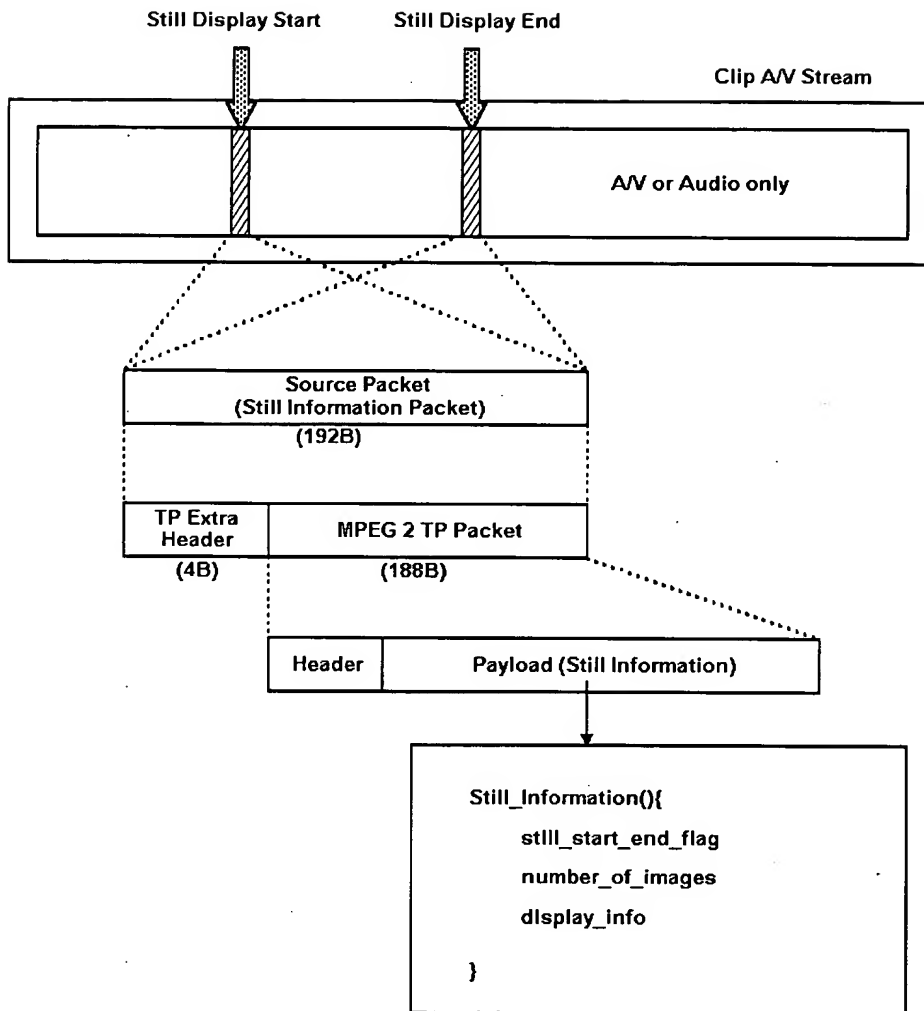 Still Display Start
Still Display End
Clip A/V Stream
A/V or Audio only
Source Packet
(Still Information Packet)
(192B)
TP Extra
Header
MPEG 2 TP Packet
(4B)
(188B)
Header
Payload (Still Information)
Still_Information(){
still_start_end_flag
number_of_images
display_info
}